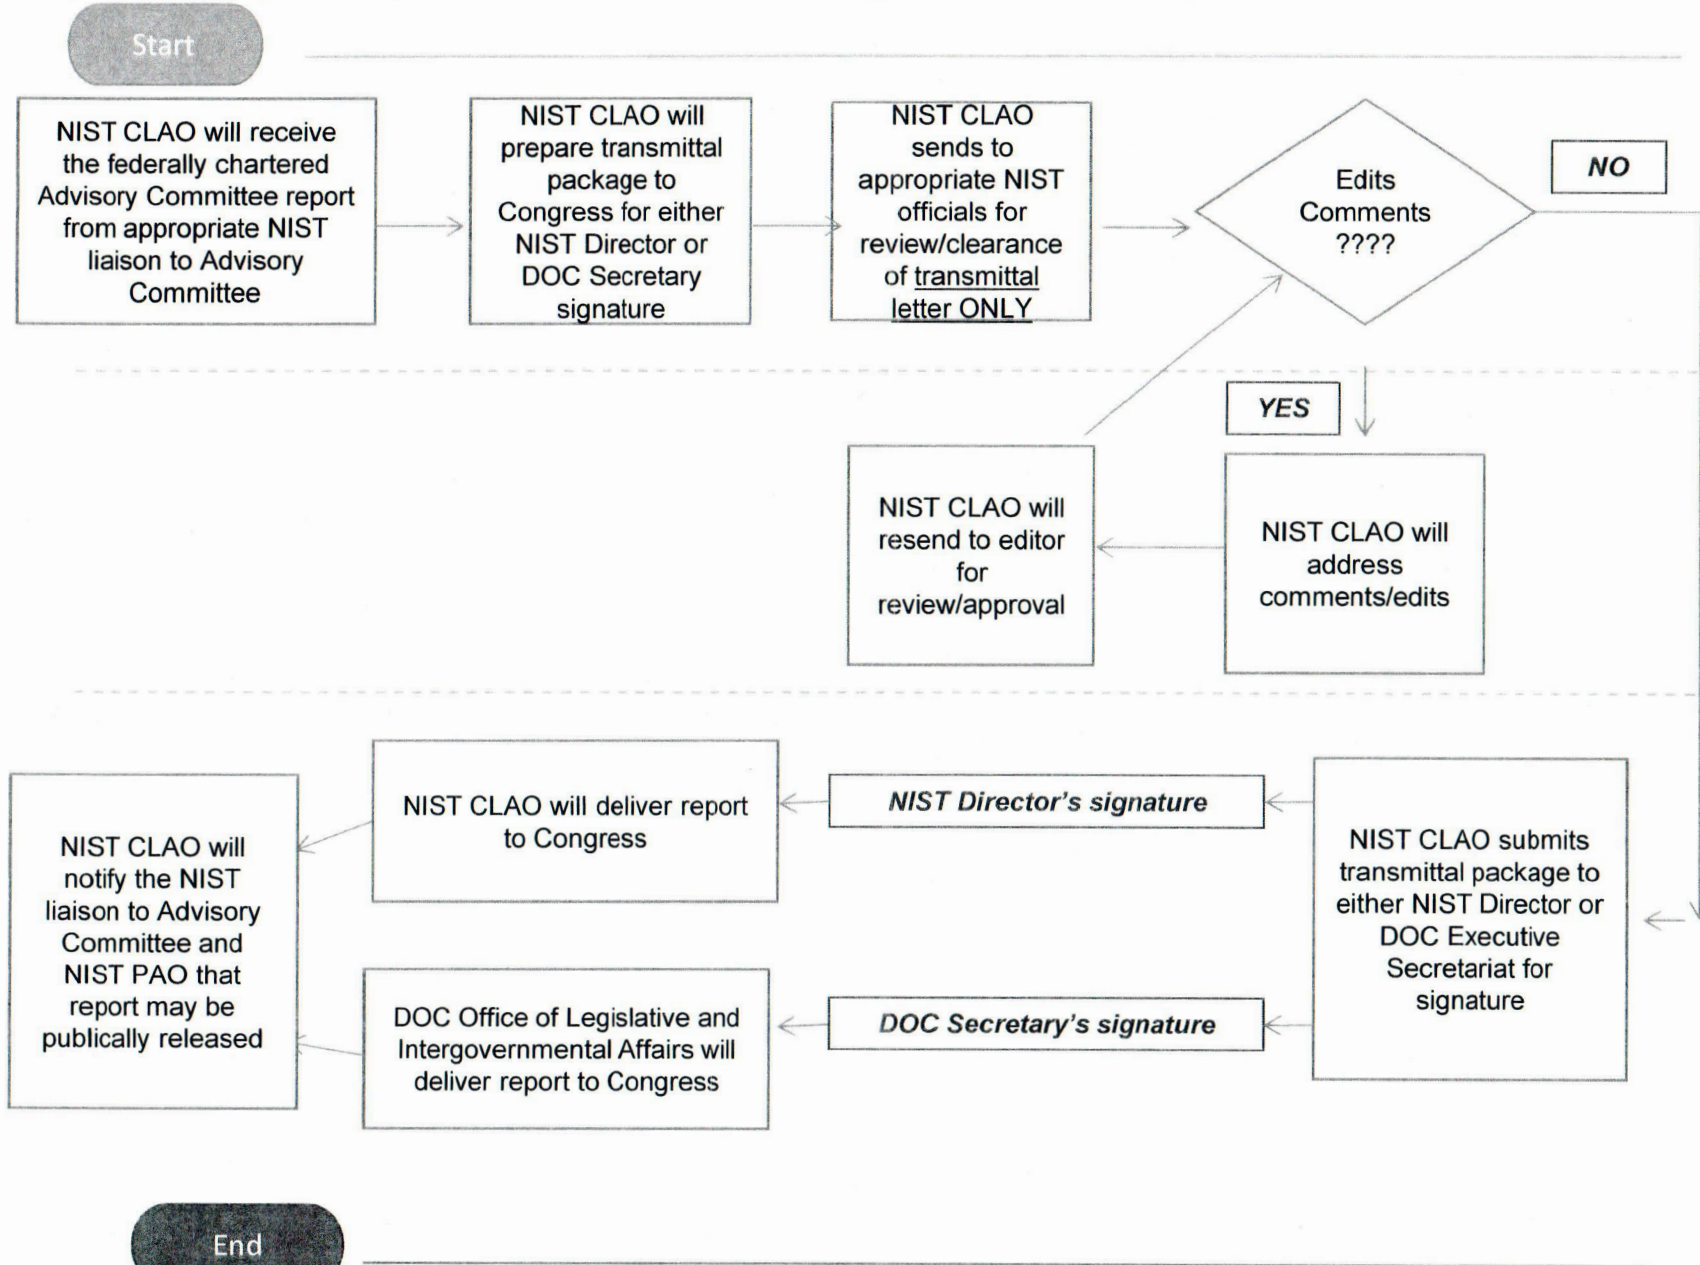 Start
NIST CLAO will receive
the federally chartered
Advisory Committee report
from appropriate NIST
liaison to Advisory
Committee
NIST CLAO will
prepare transmittal
package to
Congress for either
NIST Director or
DOC Secretary
signature
NIST CLAO
sends to
appropriate NIST
officials for
review/clearance
of transmittal
letter ONLY
Edits
Comments
????
NO
YES
NIST CLAO will
address
comments/edits
NIST CLAO will
resend to editor
for
review/approval
NIST CLAO submits
transmittal package to
either NIST Director or
DOC Executive
Secretariat for
signature
NIST Director's signature
DOC Secretary's signature
NIST CLAO will deliver report
to Congress
DOC Office of Legislative and
Intergovernmental Affairs will
deliver report to Congress
NIST CLAO will
notify the NIST
liaison to Advisory
Committee and
NIST PAO that
report may be
publically released
End